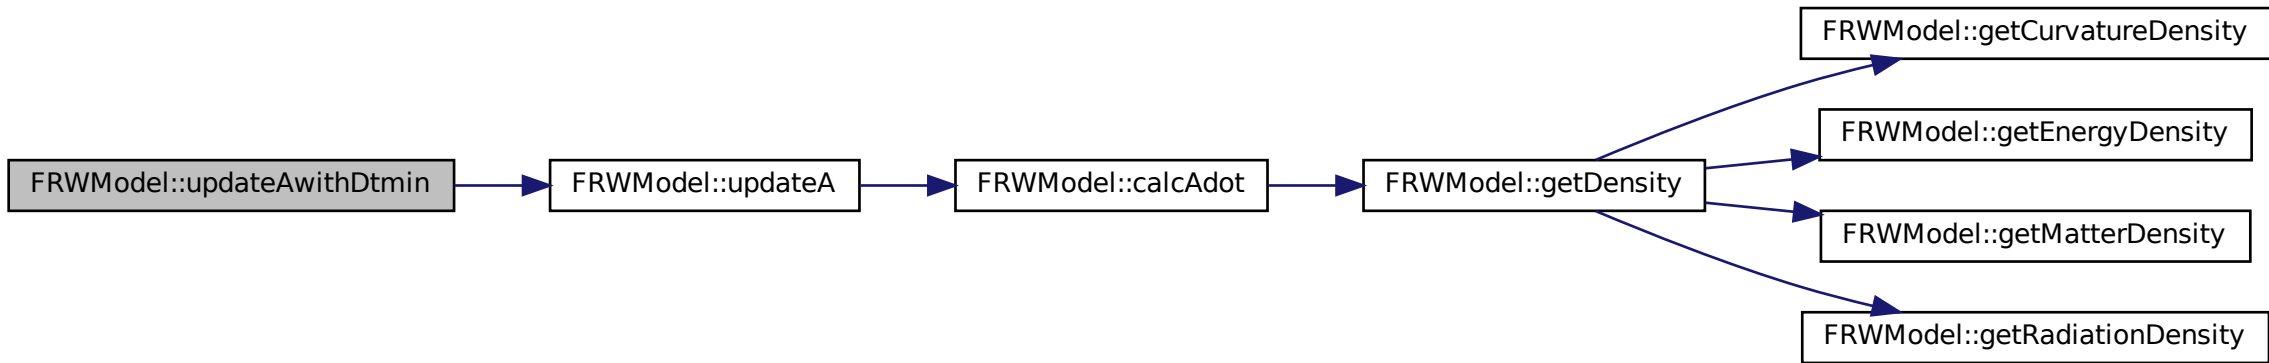 FRWModel::updateAwithDtmin
FRWModel::updateA
FRWModel::calcAdot
FRWModel::getDensity
FRWModel::getCurvatureDensity
FRWModel::getEnergyDensity
FRWModel::getMatterDensity
FRWModel::getRadiationDensity